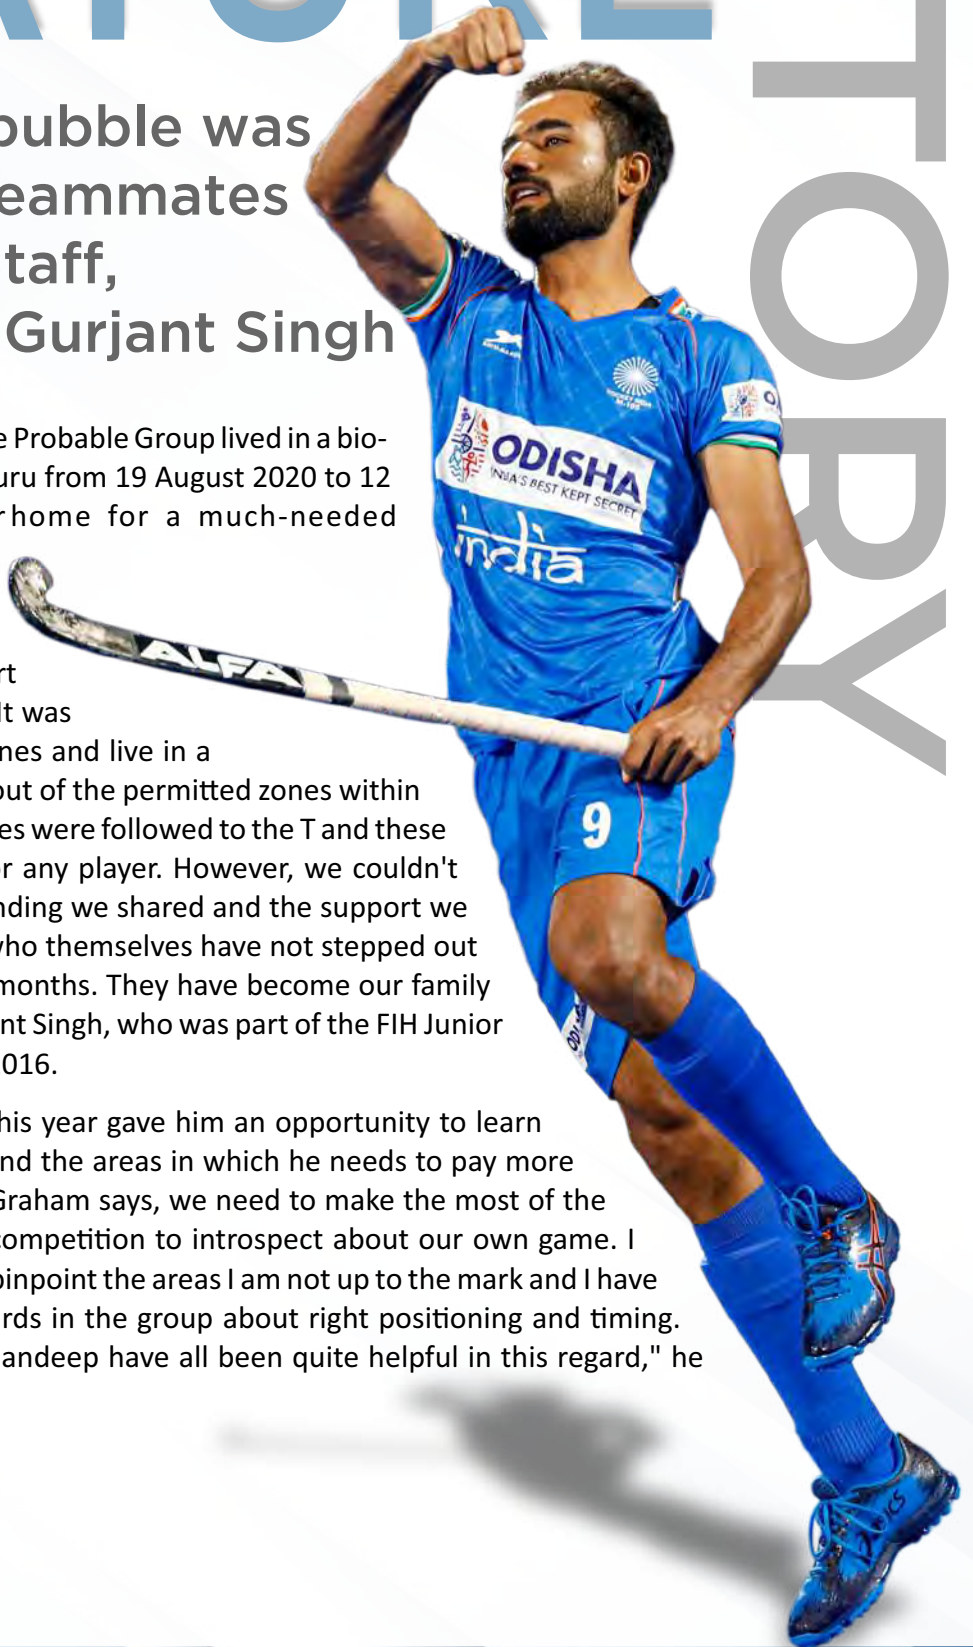 ATURE
TORY
bubble was
eammates
taff,
Gurjant Singh
e Probable Group lived in a bio-
uru from 19 August 2020 to 12
r home for a much-needed
rt
It was
nes and live in a
out of the permitted zones within
es were followed to the T and these
or any player. However, we couldn't
nding we shared and the support we
who themselves have not stepped out
months. They have become our family
nt Singh, who was part of the FIH Junior
016.
his year gave him an opportunity to learn
nd the areas in which he needs to pay more
Graham says, we need to make the most of the
competition to introspect about our own game. I
pinpoint the areas I am not up to the mark and I have
rds in the group about right positioning and timing.
andeep have all been quite helpful in this regard," he
ODISHA
INDIA'S BEST KEPT SECRET
india
ALFA
9